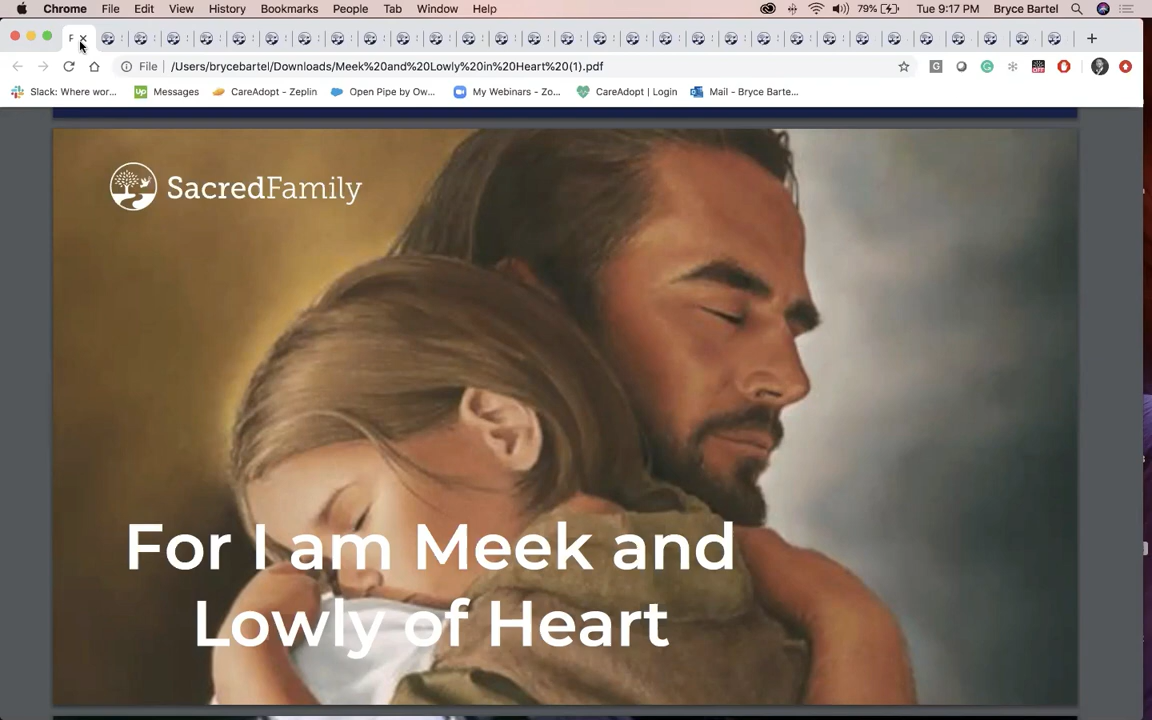 Chrome File Edit View History Bookmarks People Tab Window Help 79% Tue 9:17 PM Bryce Bartel
File /Users/brycebartel/Downloads/Meek%20and%20Lowly%20in%20Heart%20(1).pdf
Slack: Where wor... Up Messages CareAdopt - Zeplin Open Pipe by Ow... My Webinars - Zo... CareAdopt | Login Mail - Bryce Barte...
SacredFamily
For I am Meek and
Lowly of Heart